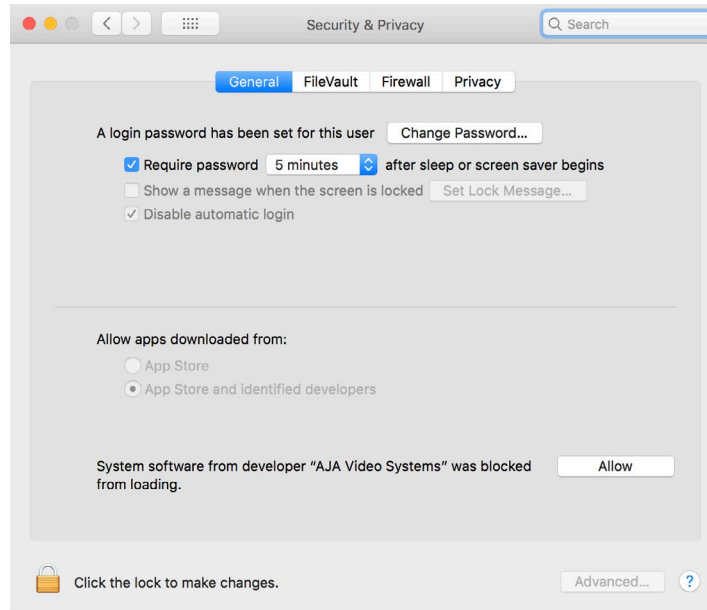 Security & Privacy
Search
General FileVault Firewall Privacy
A login password has been set for this user Change Password...
Require password 5 minutes after sleep or screen saver begins
Show a message when the screen is locked Set Lock Message...
Disable automatic login
Allow apps downloaded from:
App Store
App Store and identified developers
System software from developer “AJA Video Systems” was blocked Allow
from loading.
Click the lock to make changes. Advanced... ?